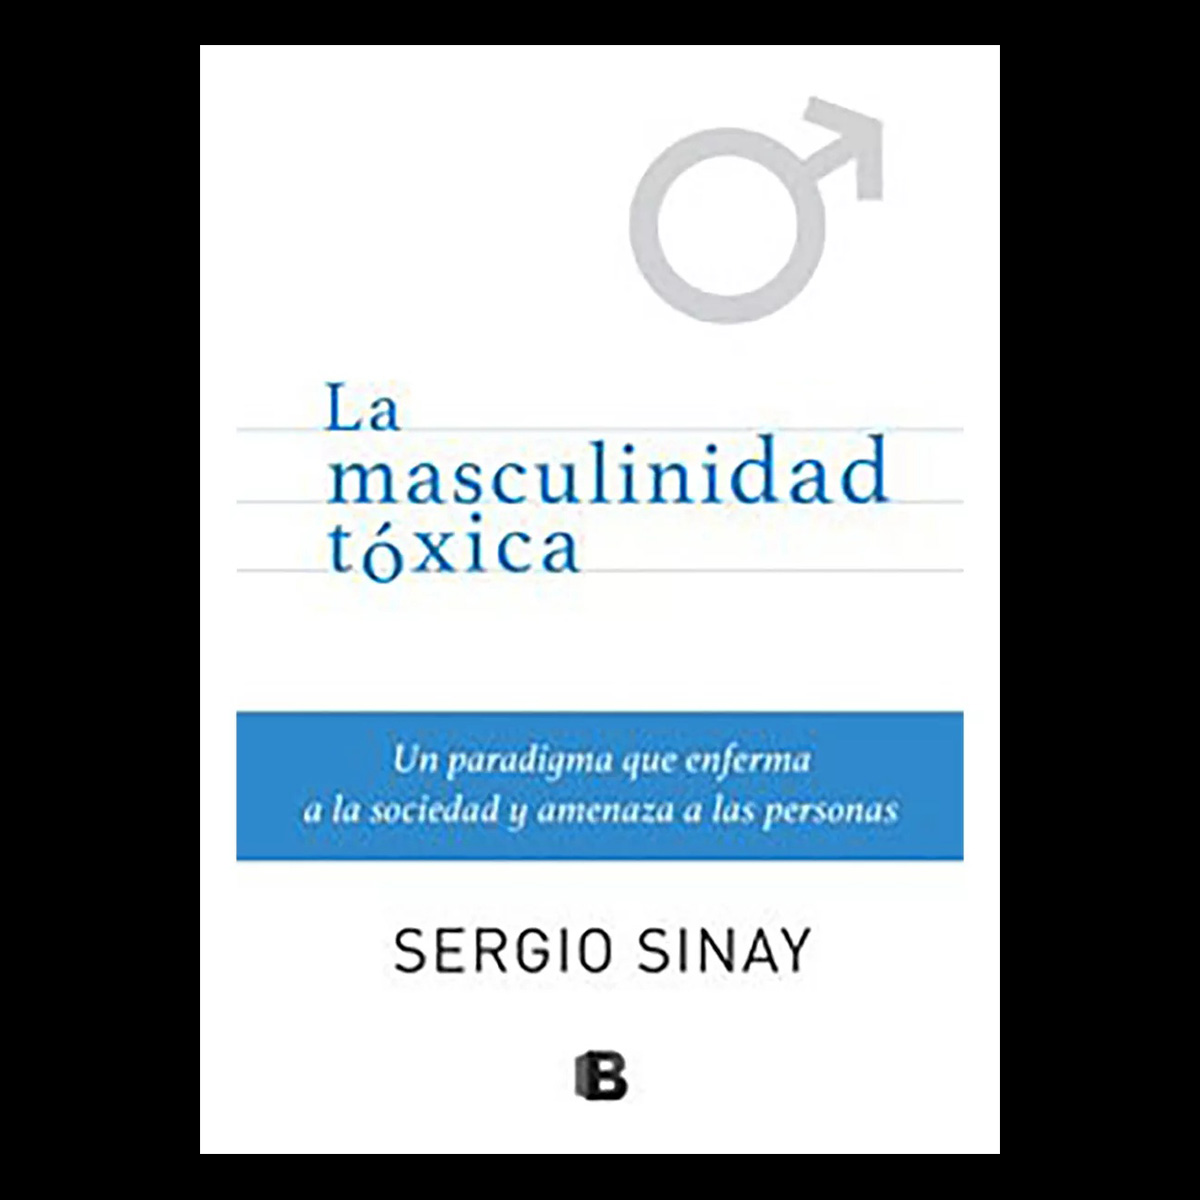 La
masculinidad
tóxica
Un paradigma que enferma
a la sociedad y amenaza a las personas
SERGIO SINAY
B